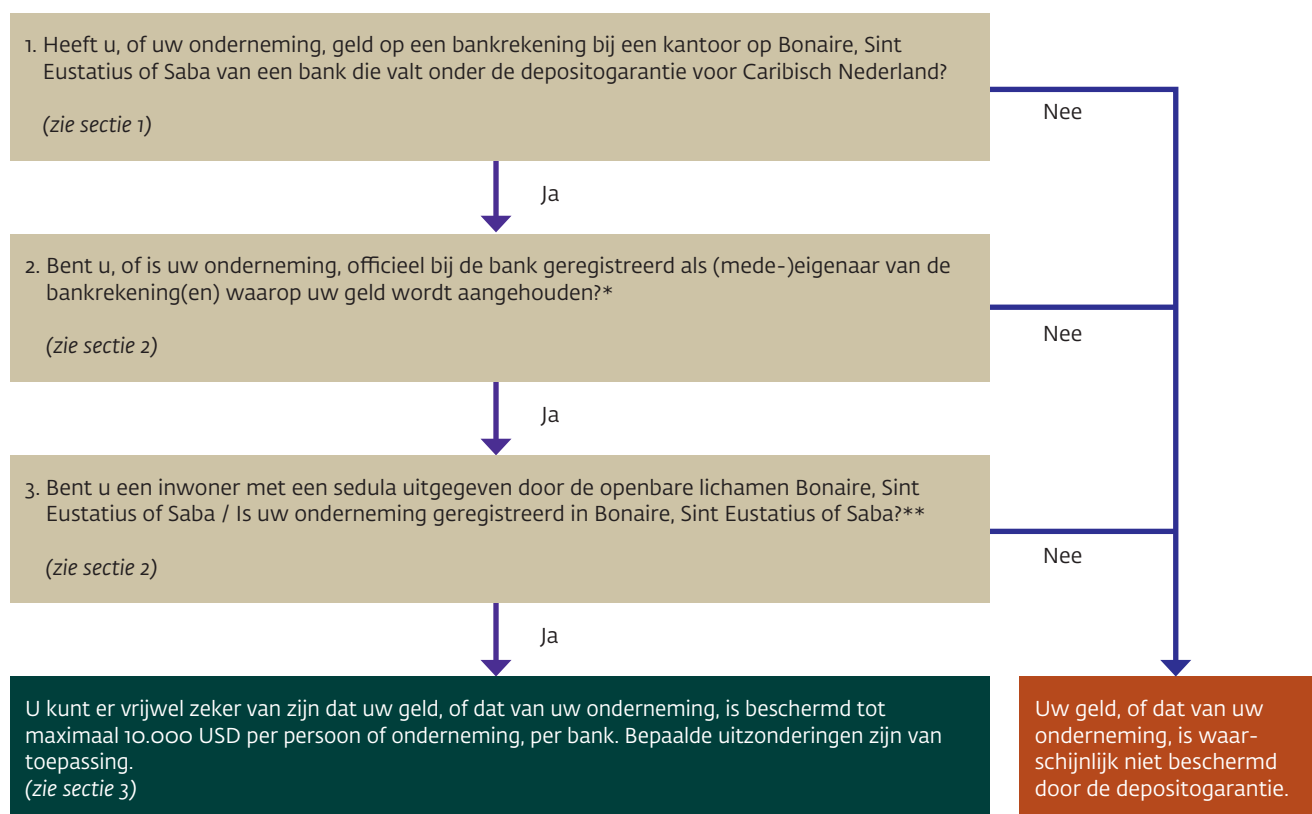 1. Heeft u, of uw onderneming, geld op een bankrekening bij een kantoor op Bonaire, Sint
Eustatius of Saba van een bank die valt onder de depositogarantie voor Caribisch Nederland?
(zie sectie 1)
Nee
Ja
2. Bent u, of is uw onderneming, officieel bij de bank geregistreerd als (mede-)eigenaar van de
bankrekening(en) waarop uw geld wordt aangehouden?*
(zie sectie 2)
Nee
Ja
3. Bent u een inwoner met een sedula uitgegeven door de openbare lichamen Bonaire, Sint
Eustatius of Saba / Is uw onderneming geregistreerd in Bonaire, Sint Eustatius of Saba?**
(zie sectie 2)
Nee
Ja
U kunt er vrijwel zeker van zijn dat uw geld, of dat van uw onderneming, is beschermd tot
maximaal 10.000 USD per persoon of onderneming, per bank. Bepaalde uitzonderingen zijn van
toepassing.
(zie sectie 3)
Uw geld, of dat van uw
onderneming, is waar-
schijnlijk niet beschermd
door de depositogarantie.